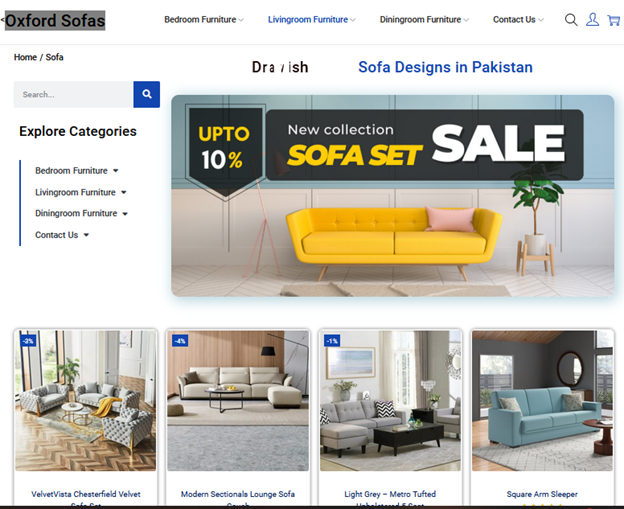 Oxford Sofas
Bedroom Furniture
Livingroom Furniture
Diningroom Furniture
Contact Us
Home / Sofa
Sofa Designs in Pakistan
Search...
Explore Categories
Bedroom Furniture
Livingroom Furniture
Diningroom Furniture
Contact Us
UPTO
10%
New collection
SOFA SET SALE
-3%
-4%
-1%
VelvetVista Chesterfield Velvet
Modern Sectionals Lounge Sofa
Light Grey – Metro Tufted
Square Arm Sleeper